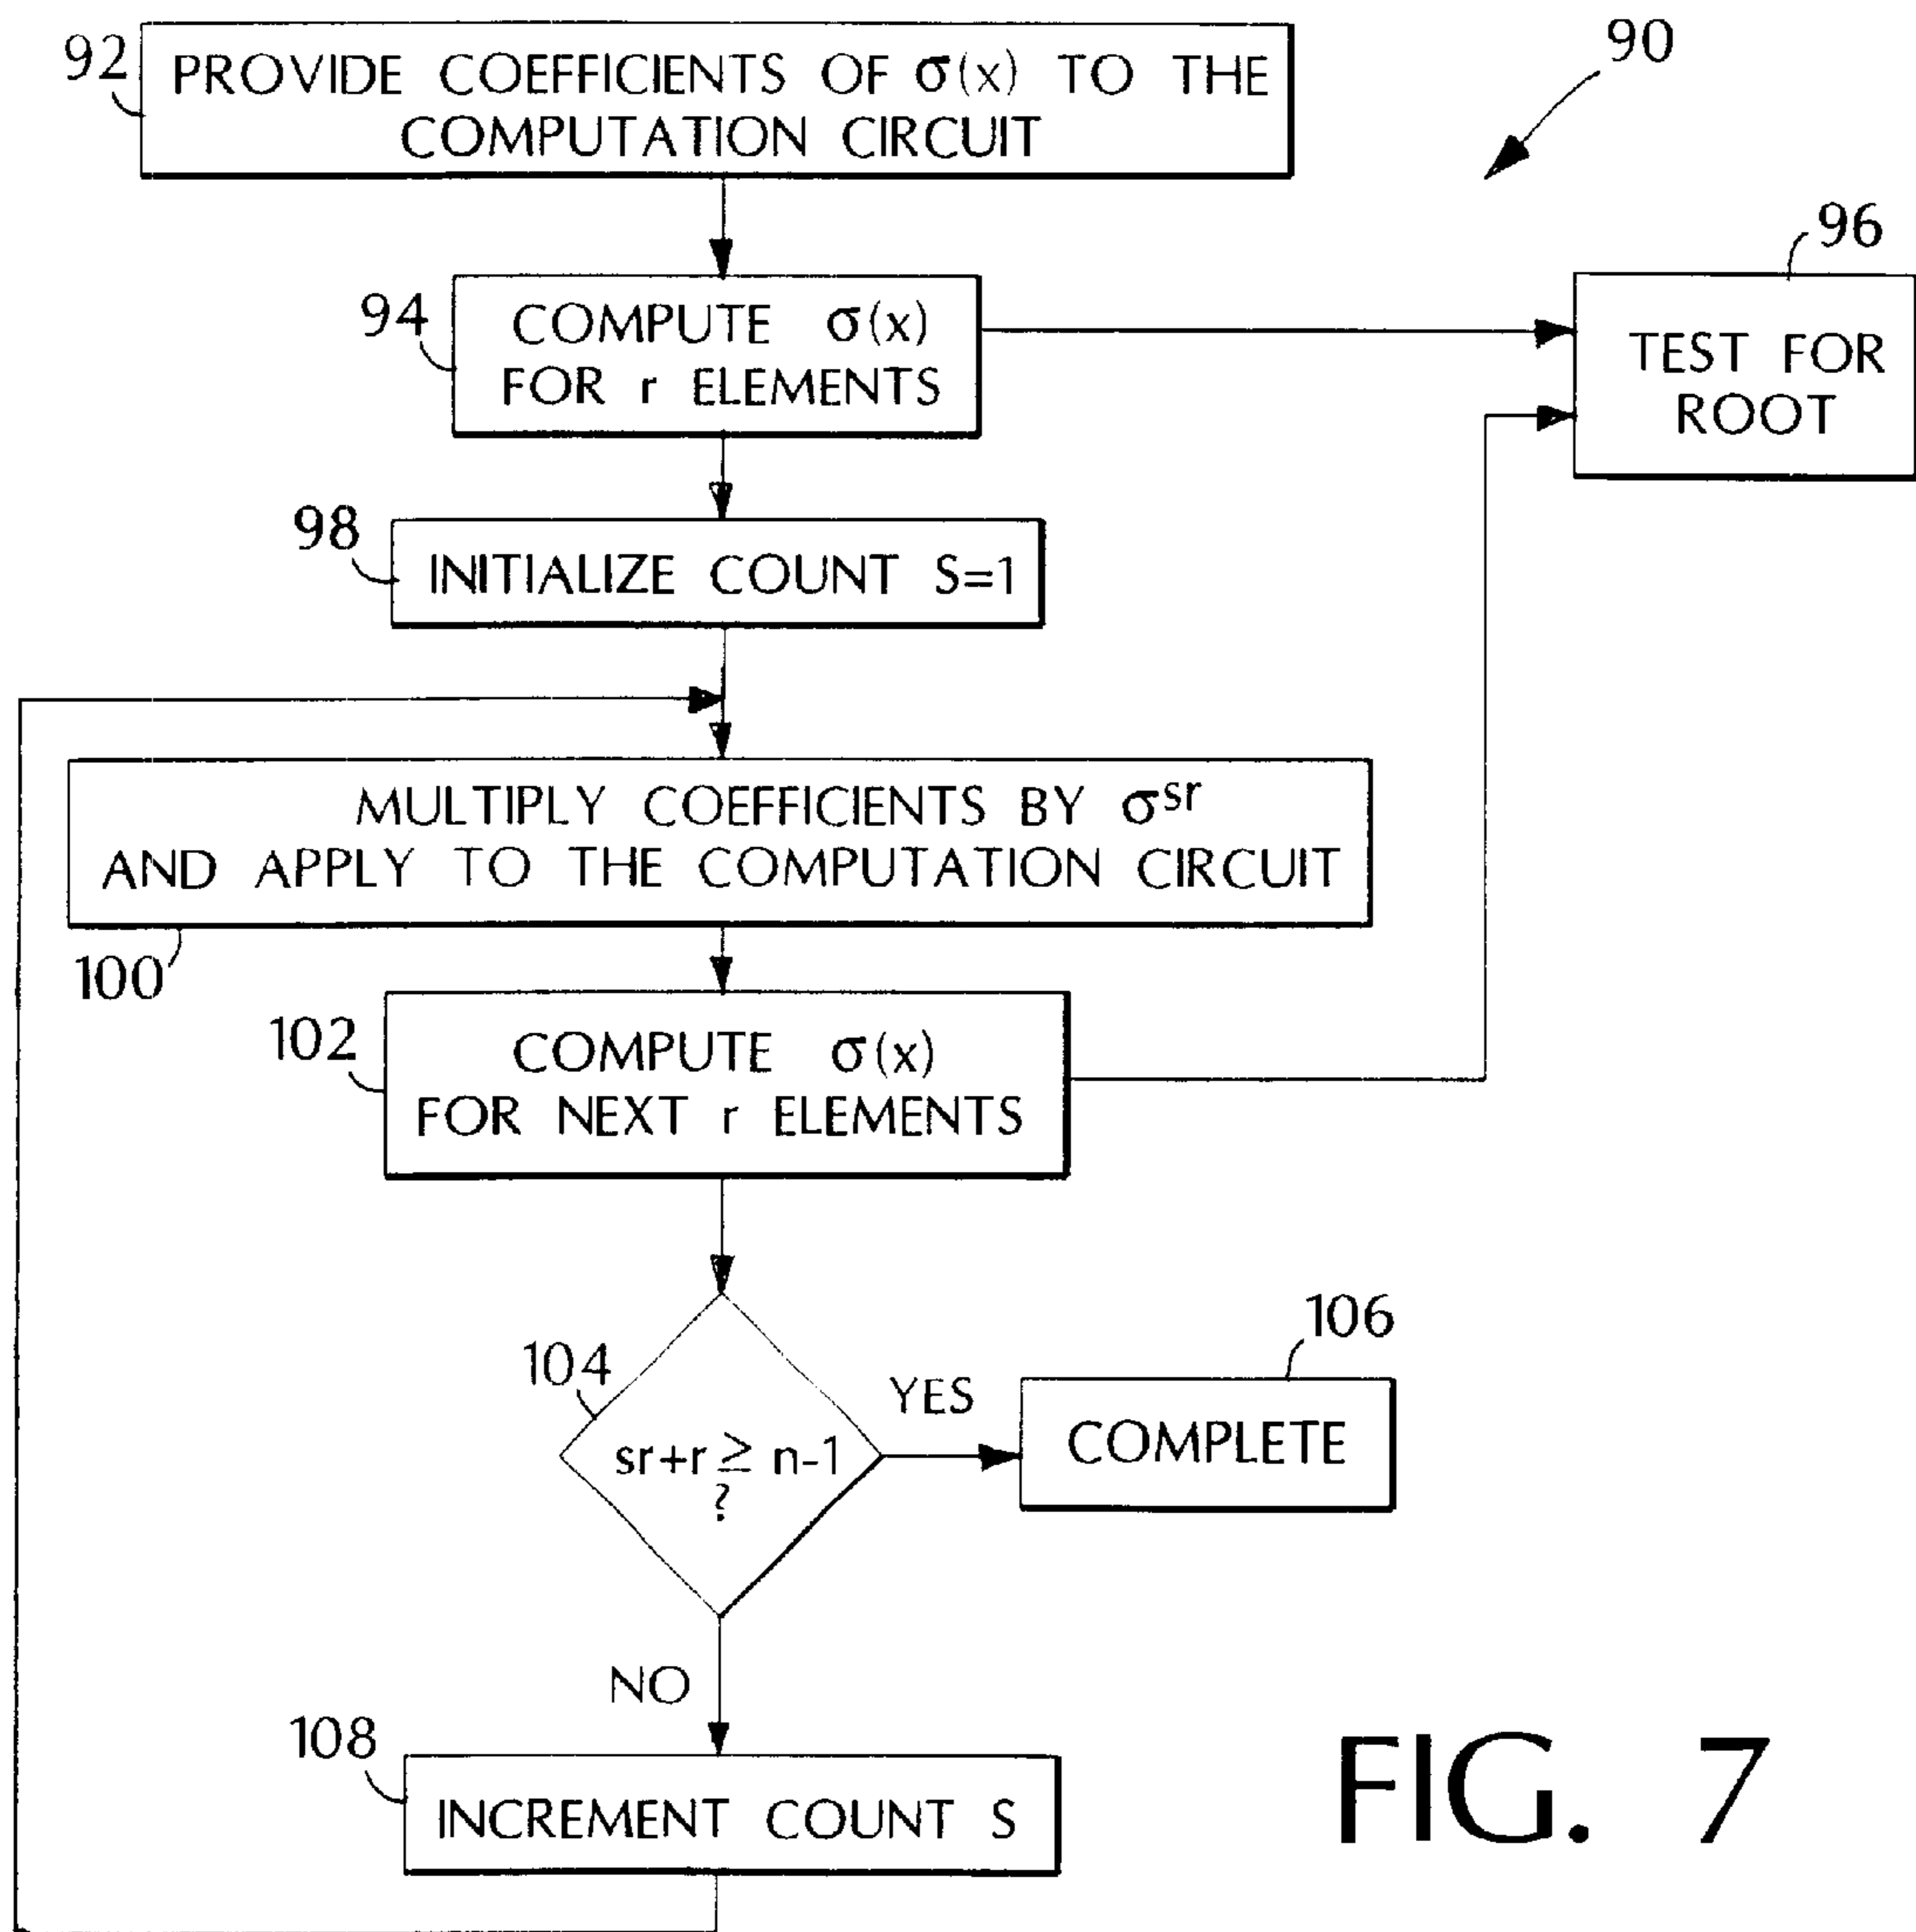 90
92
PROVIDE COEFFICIENTS OF σ(x) TO THE
COMPUTATION CIRCUIT
94
COMPUTE σ(x)
FOR r ELEMENTS
96
TEST FOR
ROOT
98
INITIALIZE COUNT S=1
MULTIPLY COEFFICIENTS BY σ^sr
AND APPLY TO THE COMPUTATION CIRCUIT
100
102
COMPUTE σ(x)
FOR NEXT r ELEMENTS
104
sr+r ≥ n-1
?
YES
106
COMPLETE
NO
108
INCREMENT COUNT S
FIG. 7